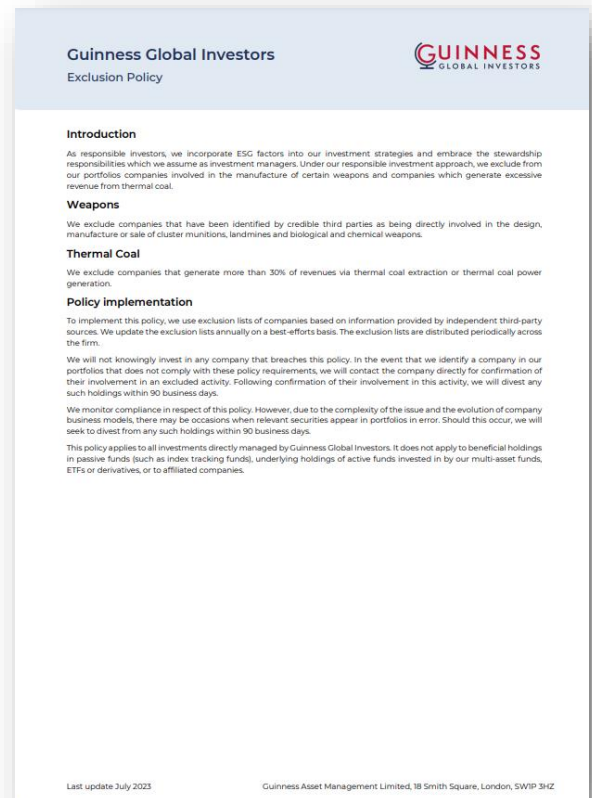 Guinness Global Investors
Exclusion Policy
GUINNESS
GLOBAL INVESTORS
Introduction
As responsible investors, we incorporate ESG factors into our investment strategies and embrace the stewardship
responsibilities which we assume as investment managers. Under our responsible investment approach, we exclude from
our portfolios companies involved in the manufacture of certain weapons and companies which generate excessive
revenue from thermal coal.
Weapons
We exclude companies that have been identified by credible third parties as being directly involved in the design,
manufacture or sale of cluster munitions, landmines and biological and chemical weapons.
Thermal Coal
We exclude companies that generate more than 30% of revenues via thermal coal extraction or thermal coal power
generation.
Policy implementation
To implement this policy, we use exclusion lists of companies based on information provided by independent third-party
sources. We update the exclusion lists annually on a best-efforts basis. The exclusion lists are distributed periodically across
the firm.
We will not knowingly invest in any company that breaches this policy. In the event that we identify a company in our
portfolios that does not comply with these policy requirements, we will contact the company directly for confirmation of
their involvement in an excluded activity. Following confirmation of their involvement in this activity, we will divest any
such holdings within 90 business days.
We monitor compliance in respect of this policy. However, due to the complexity of the issue and the evolution of company
business models, there may be occasions when relevant securities appear in portfolios in error. Should this occur, we will
seek to divest from any such holdings within 90 business days.
This policy applies to all investments directly managed by Guinness Global Investors. It does not apply to beneficial holdings
in passive funds (such as index tracking funds), underlying holdings of active funds invested in by our multi-asset funds,
ETFs or derivatives, or to affiliated companies.
Last update July 2023
Guinness Asset Management Limited, 18 Smith Square, London, SW1P 3HZ